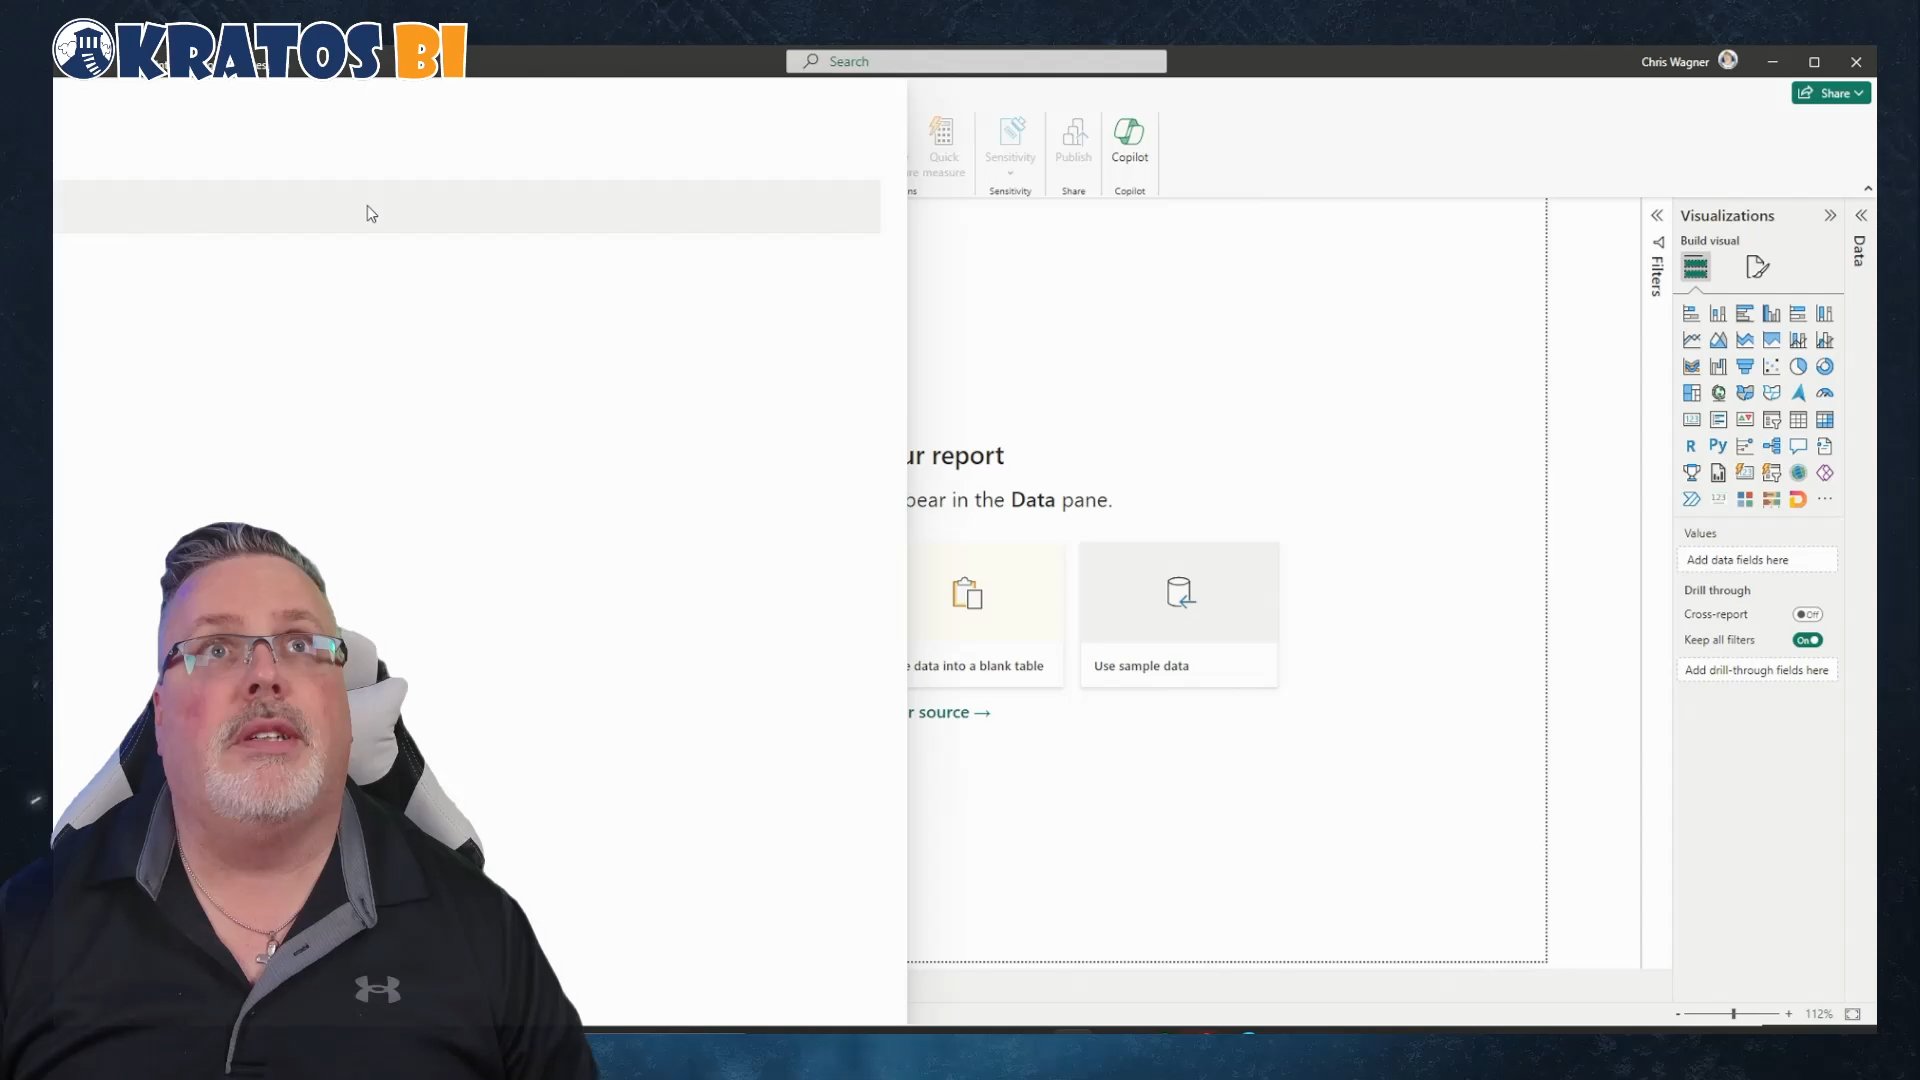 KRATOS BI
Search
Chris Wagner
Share
Quick
measure
Sensitivity
Publish
Copilot
Sensitivity
Share
Copilot
Visualizations
Build visual
Filters
Data
R
Py
123
123
ur report
pear in the Data pane.
data into a blank table
Use sample data
r source →
Values
Add data fields here
Drill through
Cross-report
Off
Keep all filters
On
Add drill-through fields here
- + 112%